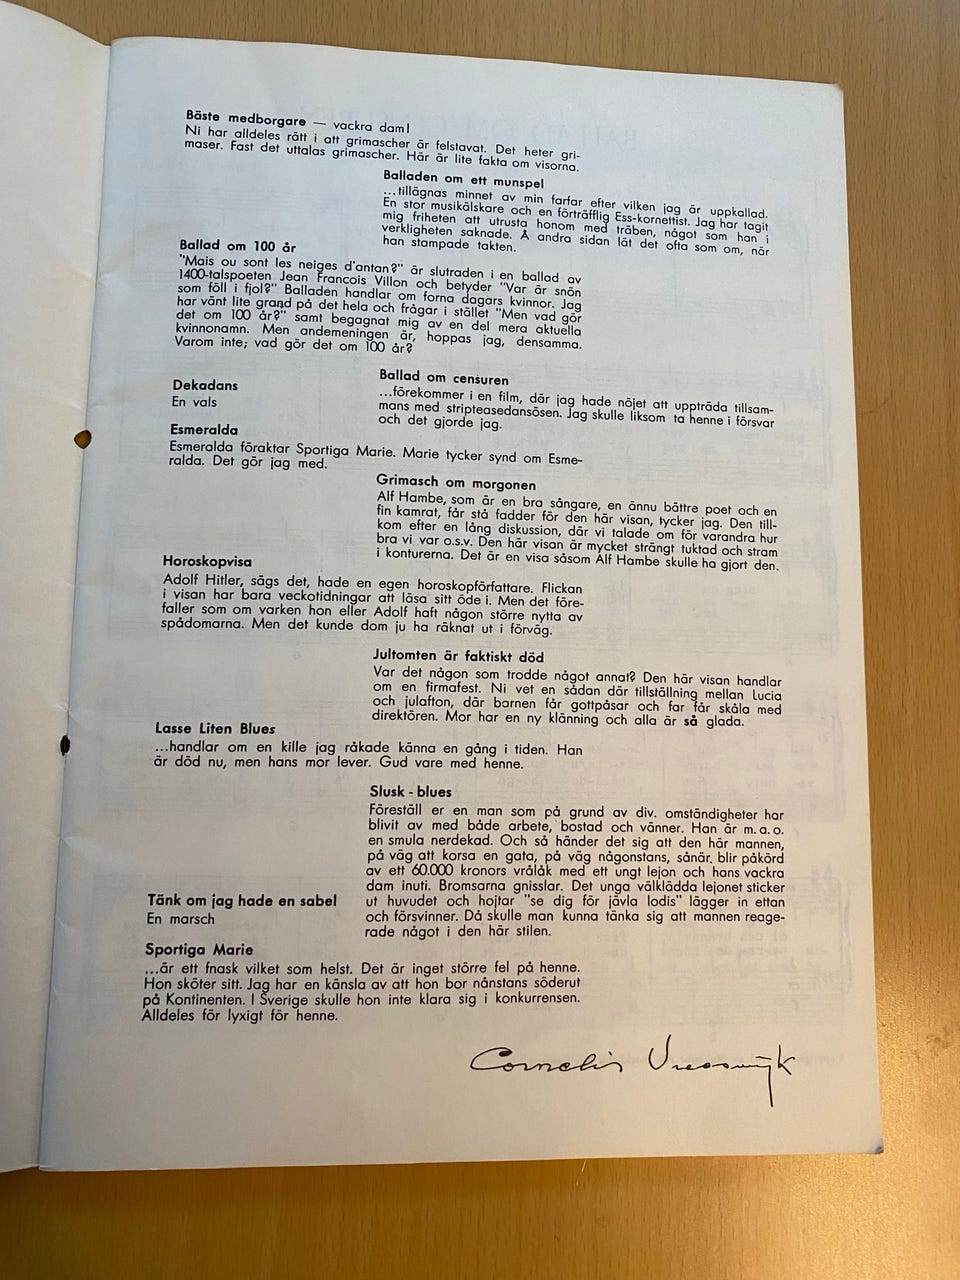 Bäste medborgare — vackra dam!
Ni har alldeles rätt i att grimascher är felstavat. Det heter gri-
maser. Fast det uttalas grimascher. Här är lite fakta om visorna.
Balladen om ett munspel
...tillägnas minnet av min farfar efter vilken jag är uppkallad.
En stor musikälskare och en förträfflig Ess-kornettist. Jag har tagit
mig friheten att utrusta honom med träben, något som han i
verkligheten saknade. Å andra sidan lät det ofta som om, när
han stampade takten.
Ballad om 100 år
"Mais ou sont les neiges d'antan?" är slutraden i en ballad av
1400-talspoeten Jean Francois Villon och betyder "Var är snön
som föll i fjol?" Balladen handlar om forna dagars kvinnor. Jag
har vänt lite grand på det hela och frågar i stället "Men vad gör
det om 100 år?" samt begagnat mig av en del mera aktuella
kvinnonamn. Men andemeningen är, hoppas jag, densamma.
Varom inte; vad gör det om 100 år?
Ballad om censuren
...förekommer i en film, där jag hade nöjet att uppträda tillsam-
mans med stripteasedansösen. Jag skulle liksom ta henne i försvar
och det gjorde jag.
Dekadans
En vals
Esmeralda
Esmeralda föraktar Sportiga Marie. Marie tycker synd om Esme-
ralda. Det gör jag med.
Grimasch om morgonen
Alf Hambe, som är en bra sångare, en ännu bättre poet och en
fin kamrat, får stå fadder för den här visan, tycker jag. Den till-
kom efter en lång diskussion, där vi talade om för varandra hur
bra vi var o.s.v. Den här visan är mycket strängt tuktad och stram
i konturerna. Det är en visa såsom Alf Hambe skulle ha gjort den.
Horoskopvisa
Adolf Hitler, sägs det, hade en egen horoskopförfattare. Flickan
i visan har bara veckotidningar att läsa sitt öde i. Men det före-
faller som om varken hon eller Adolf haft någon större nytta av
spådomarna. Men det kunde dom ju ha räknat ut i förväg.
Jultomten är faktiskt död
Var det någon som trodde något annat? Den här visan handlar
om en firmafest. Ni vet en sådan där tillställning mellan Lucia
och julafton, där barnen får gottpåsar och far får skåla med
direktören. Mor har en ny klänning och alla är så glada.
Lasse Liten Blues
...handlar om en kille jag råkade känna en gång i tiden. Han
är död nu, men hans mor lever. Gud vare med henne.
Slusk - blues
Föreställ er en man som på grund av div. omständigheter har
blivit av med både arbete, bostad och vänner. Han är m. a. o.
en smula nerdekad. Och så händer det sig att den här mannen,
på väg att korsa en gata, på väg någonstans, sånär. blir påkörd
av ett 60.000 kronors vrålåk med ett ungt lejon och hans vackra
dam inuti. Bromsarna gnisslar. Det unga välklädda lejonet sticker
ut huvudet och hojtar "se dig för jävla lodis" lägger in ettan
och försvinner. Då skulle man kunna tänka sig att mannen reage-
rade något i den här stilen.
Tänk om jag hade en sabel
En marsch
Sportiga Marie
...är ett fnask vilket som helst. Det är inget större fel på henne.
Hon sköter sitt. Jag har en känsla av att hon bor nånstans söderut
på Kontinenten. I Sverige skulle hon inte klara sig i konkurrensen.
Alldeles för lyxigt för henne.
Cornelis Vreeswijk